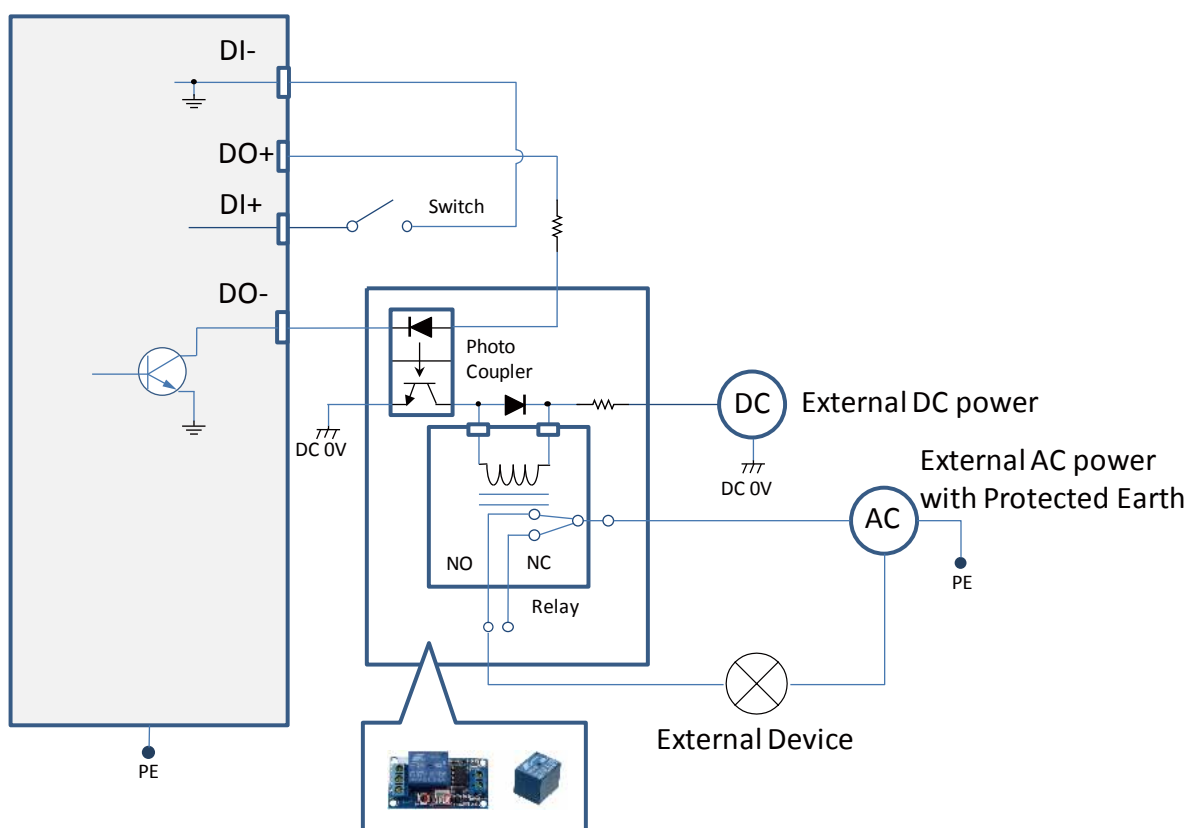 DI-
DO+
DI+
Switch
DO-
Photo
Coupler
DC 0V
DC
External DC power
DC 0V
External AC power
with Protected Earth
AC
PE
NO
NC
Relay
External Device
PE